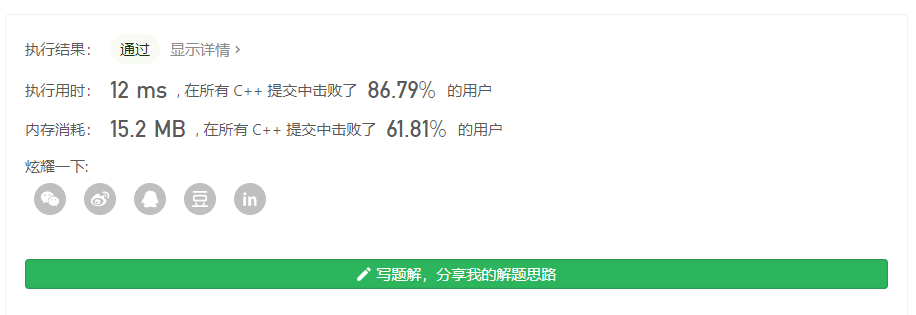 执行结果： 通过 显示详情 ›
执行用时： 12 ms , 在所有 C++ 提交中击败了 86.79% 的用户
内存消耗： 15.2 MB , 在所有 C++ 提交中击败了 61.81% 的用户
炫耀一下:
豆 in
写题解，分享我的解题思路